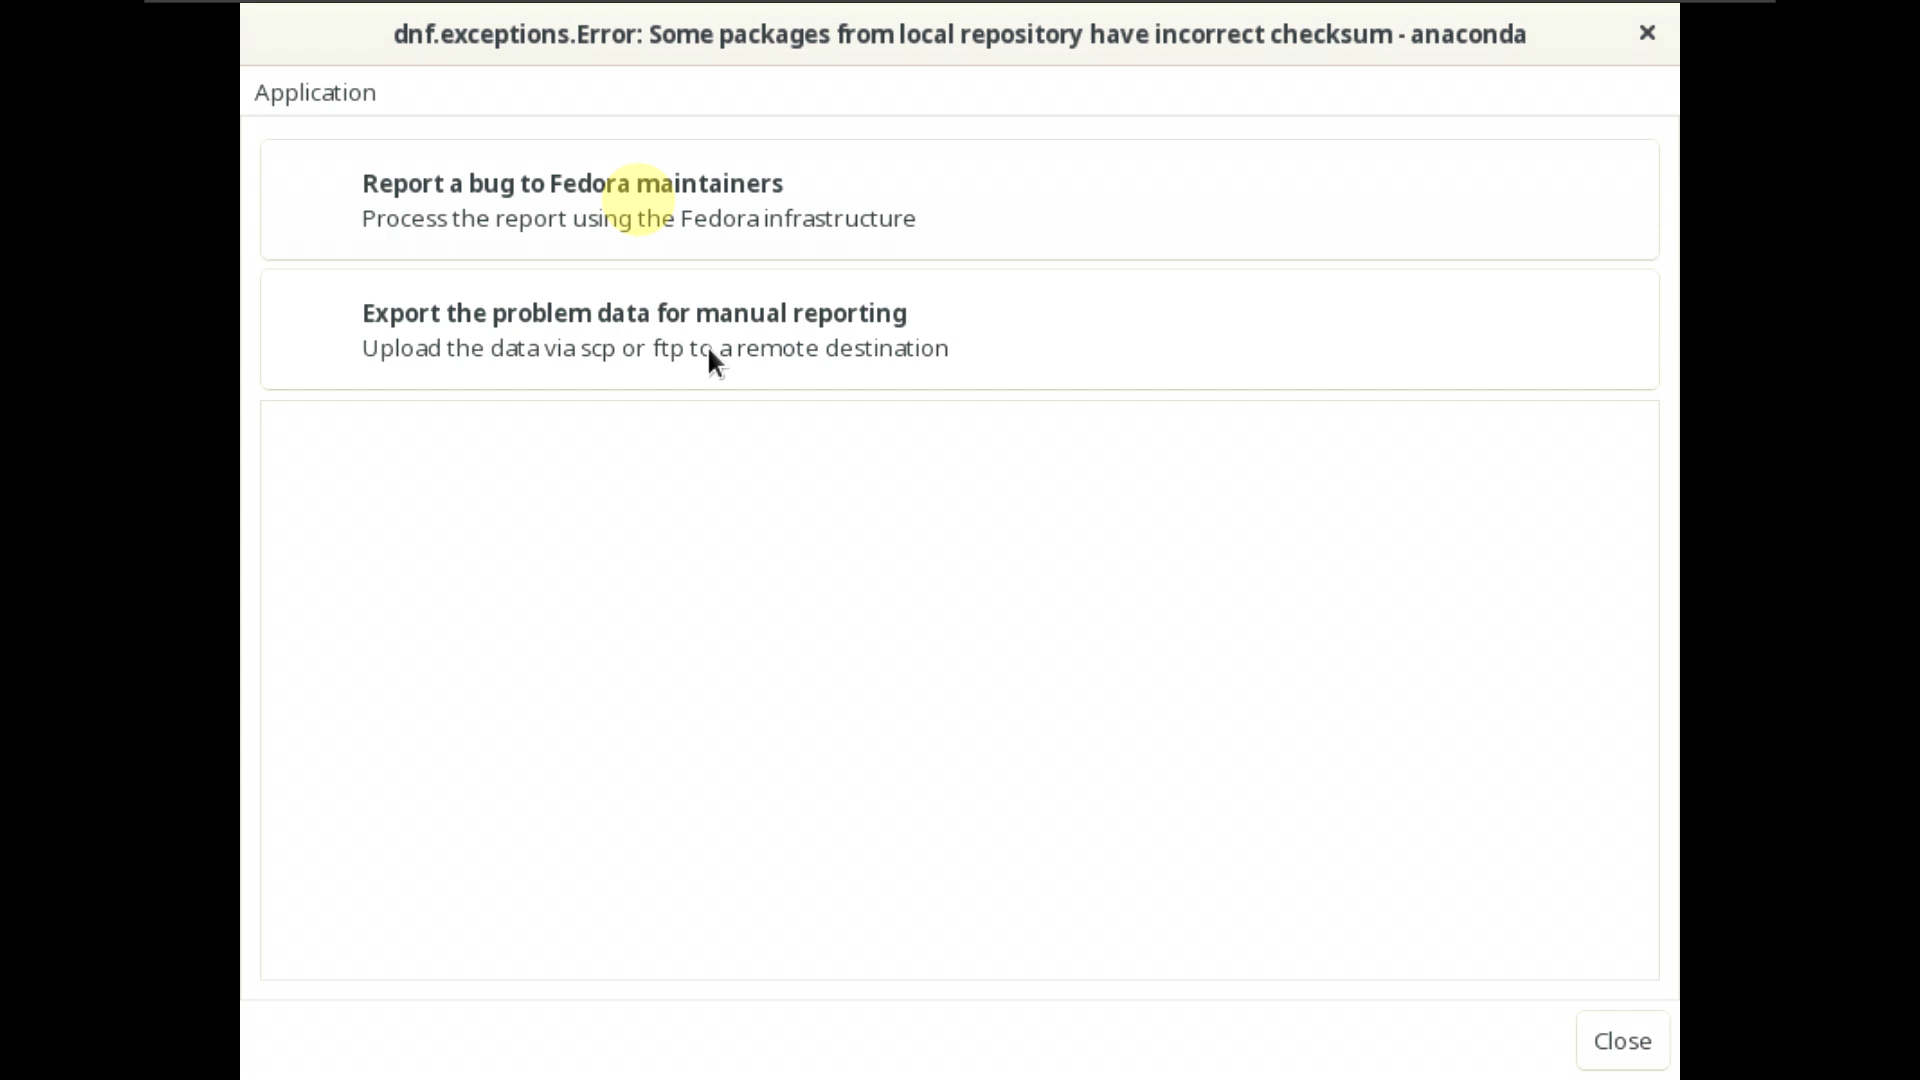 dnf.exceptions.Error: Some packages from local repository have incorrect checksum - anaconda
Application
Report a bug to Fedora maintainers
Process the report using the Fedora infrastructure
Export the problem data for manual reporting
Upload the data via scp or ftp to a remote destination
Close